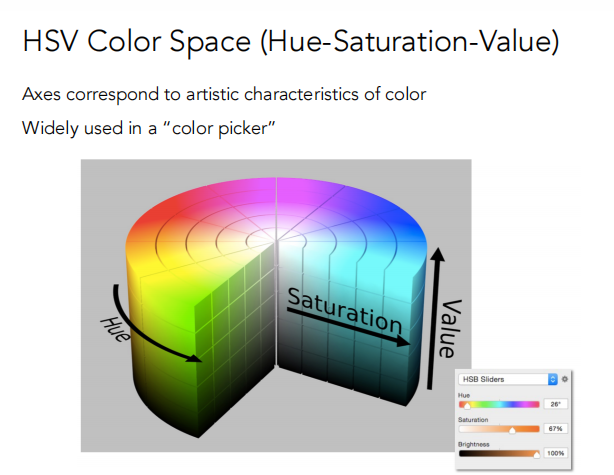 HSV Color Space (Hue-Saturation-Value)
Axes correspond to artistic characteristics of color
Widely used in a “color picker”
Hue
Saturation
Value
HSB Sliders
Hue
26°
Saturation
67%
Brightness
100%